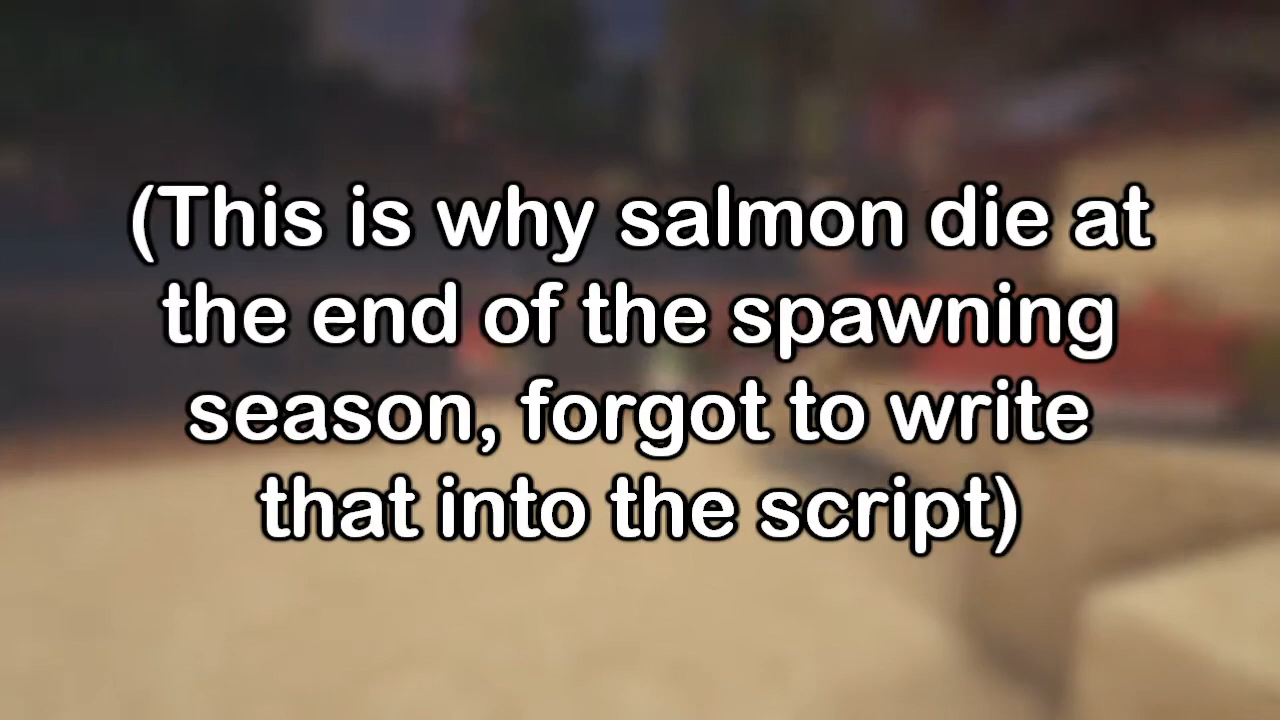 (This is why salmon die at
the end of the spawning
season, forgot to write
that into the script)